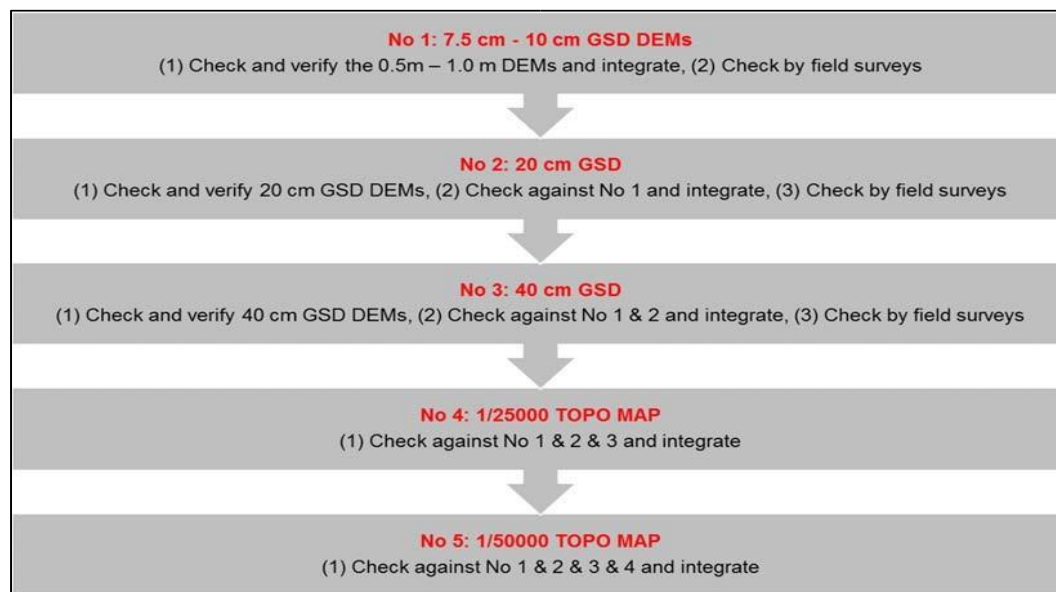 No 1: 7.5 cm - 10 cm GSD DEMs
(1) Check and verify the 0.5m – 1.0 m DEMs and integrate, (2) Check by field surveys
No 2: 20 cm GSD
(1) Check and verify 20 cm GSD DEMs, (2) Check against No 1 and integrate, (3) Check by field surveys
No 3: 40 cm GSD
(1) Check and verify 40 cm GSD DEMs, (2) Check against No 1 & 2 and integrate, (3) Check by field surveys
No 4: 1/25000 TOPO MAP
(1) Check against No 1 & 2 & 3 and integrate
No 5: 1/50000 TOPO MAP
(1) Check against No 1 & 2 & 3 & 4 and integrate